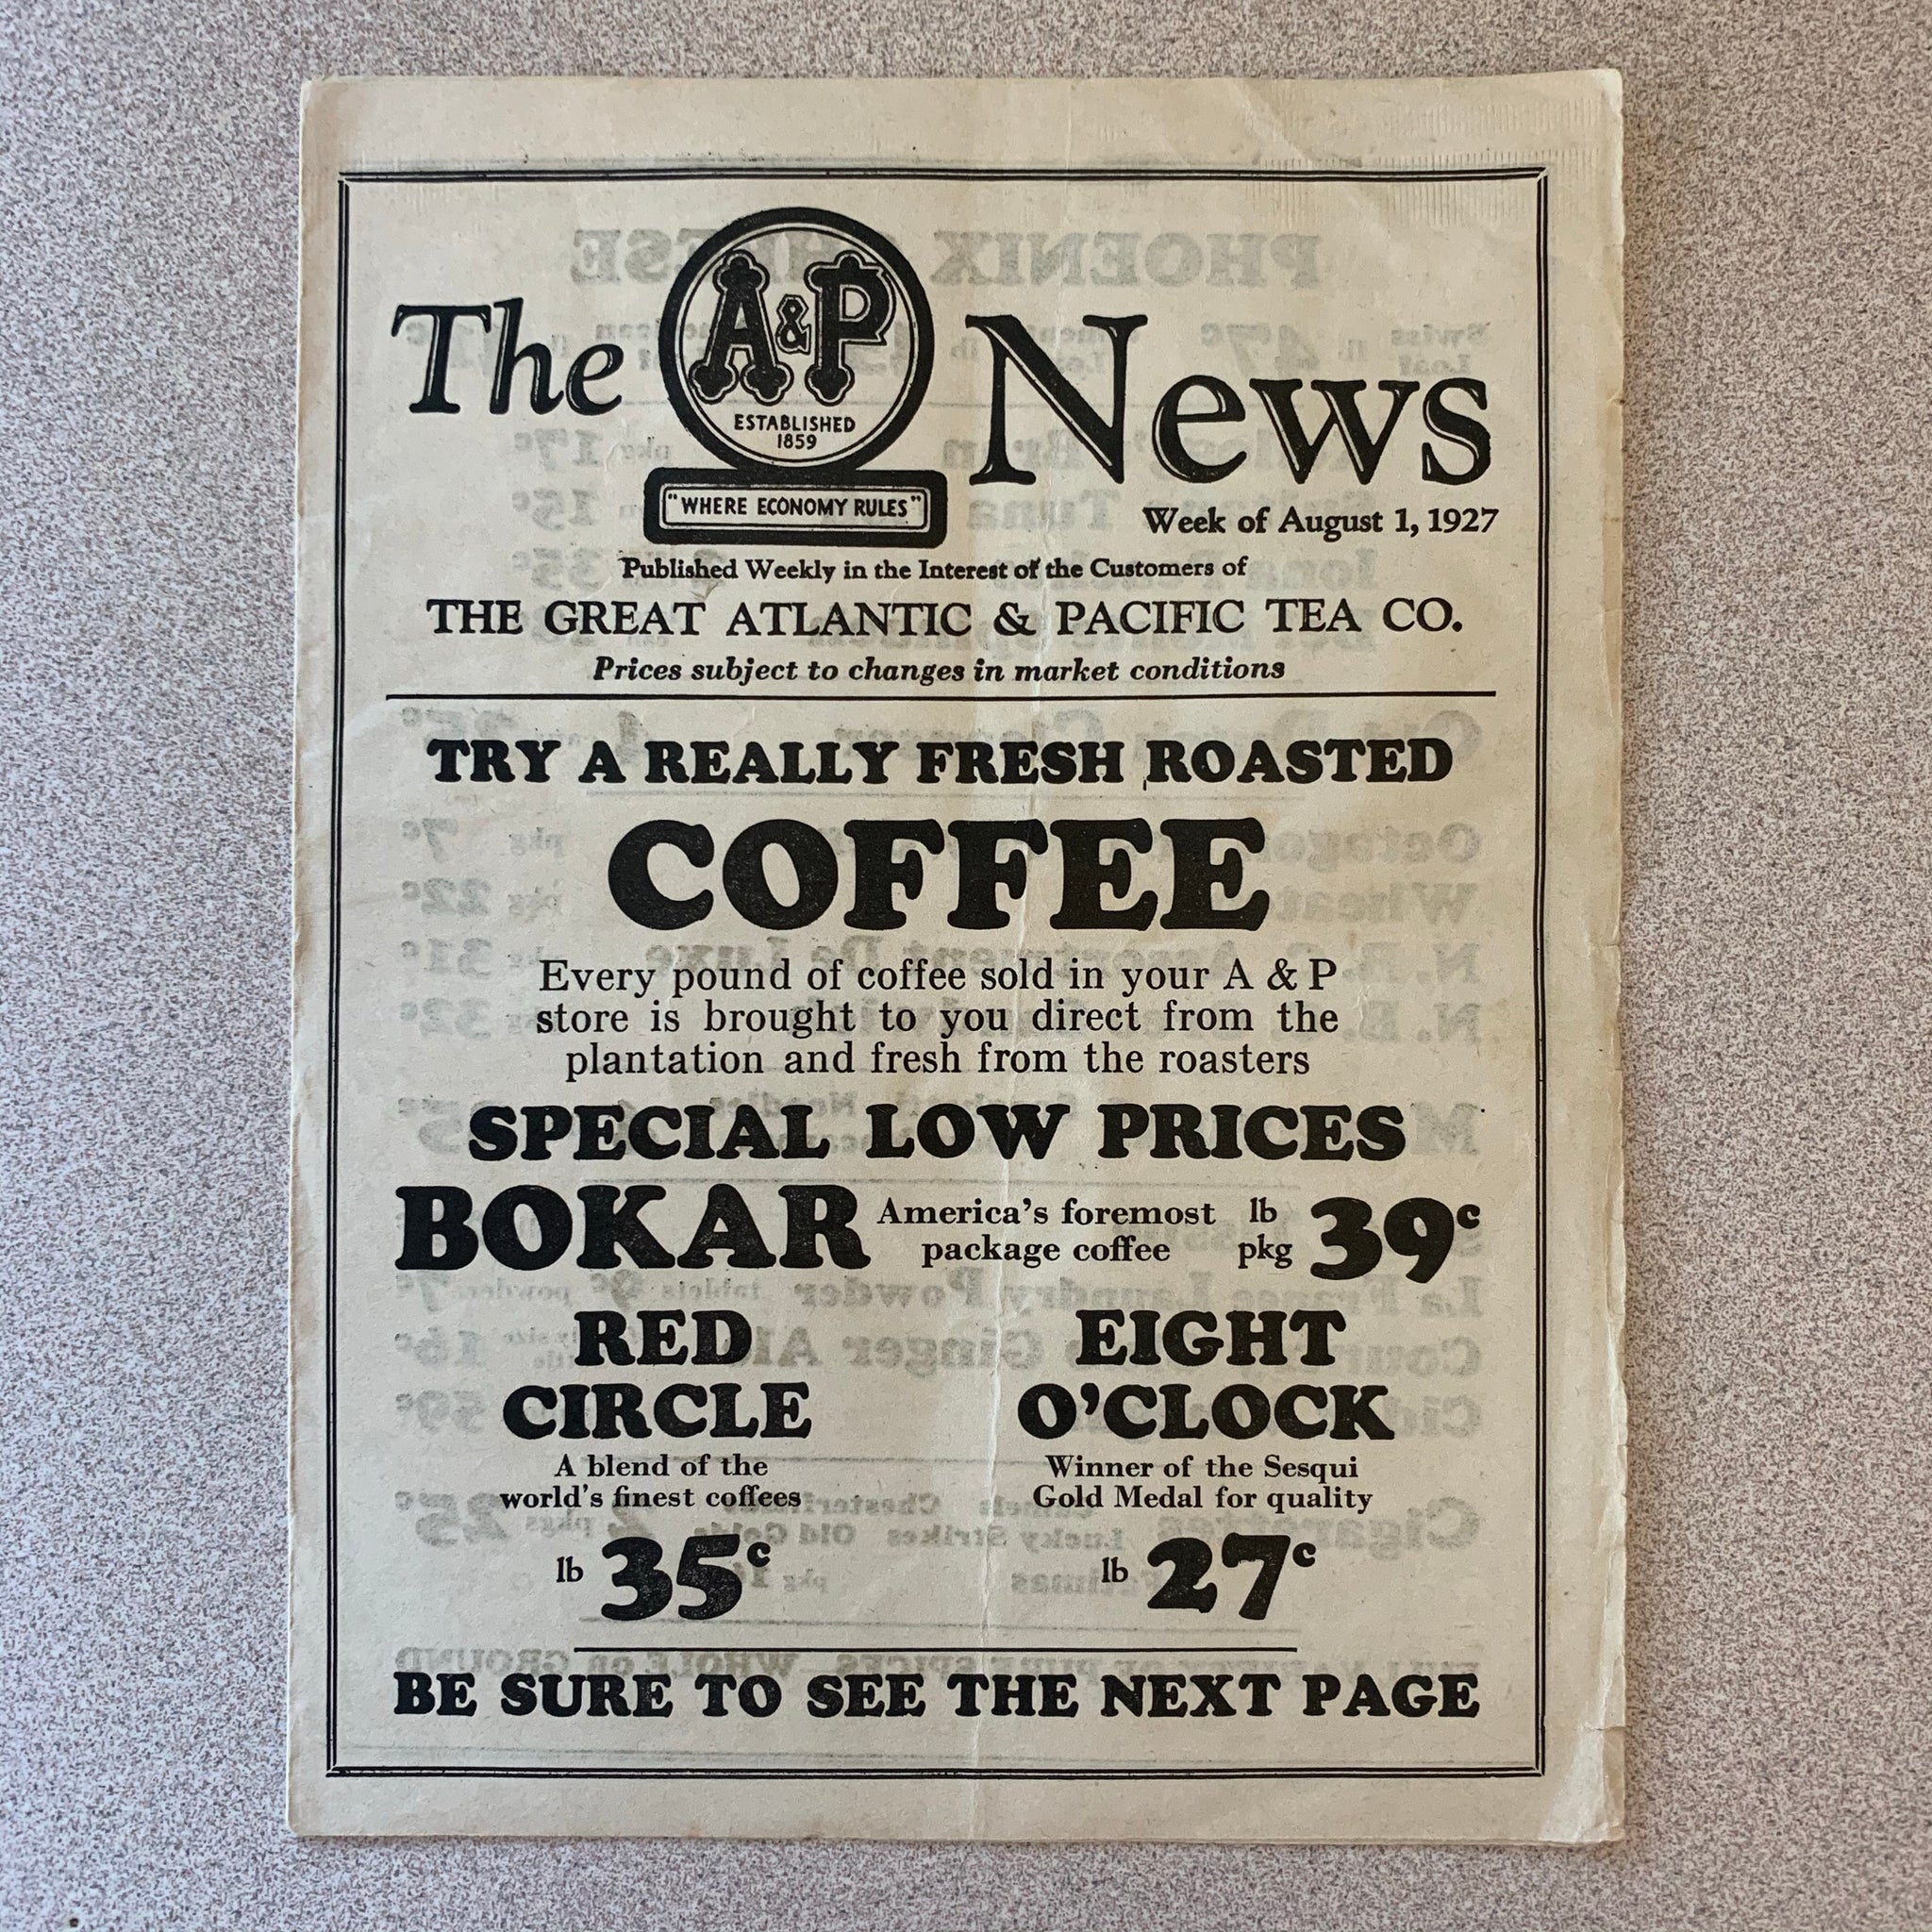 The A&P News
ESTABLISHED
1859
"WHERE ECONOMY RULES"
Week of August 1, 1927
Published Weekly in the Interest of the Customers of
THE GREAT ATLANTIC & PACIFIC TEA CO.
Prices subject to changes in market conditions
TRY A REALLY FRESH ROASTED
COFFEE
Every pound of coffee sold in your A & P
store is brought to you direct from the
plantation and fresh from the roasters
SPECIAL LOW PRICES
BOKAR America's foremost package coffee lb pkg 39c
RED
CIRCLE
A blend of the
world's finest coffees
lb 35c
EIGHT
O'CLOCK
Winner of the Sesqui
Gold Medal for quality
lb 27c
BE SURE TO SEE THE NEXT PAGE